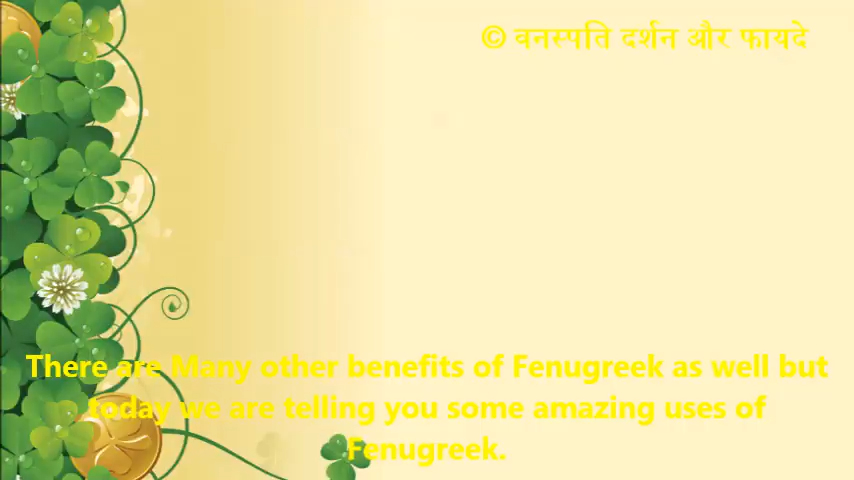 © वनस्पति दर्शन और फायदे
There are Many other benefits of Fenugreek as well but
today we are telling you some amazing uses of
Fenugreek.